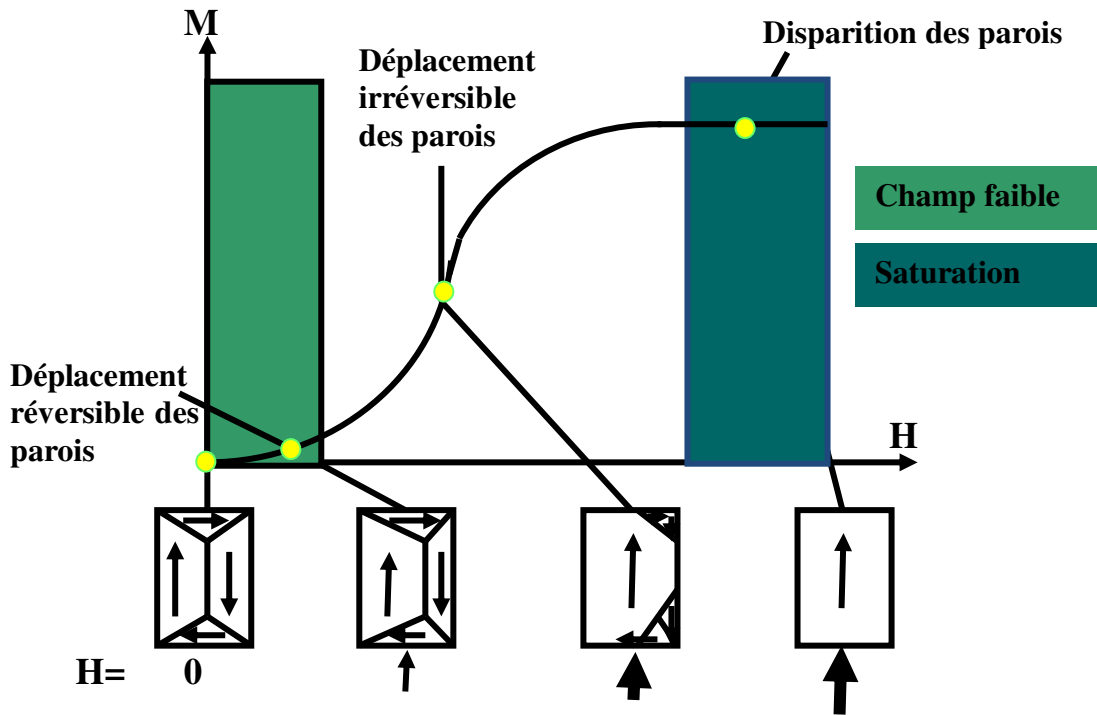 M
Disparition des parois
Déplacement
irréversible
des parois
Champ faible
Saturation
Déplacement
réversible des
parois
H
H= 0